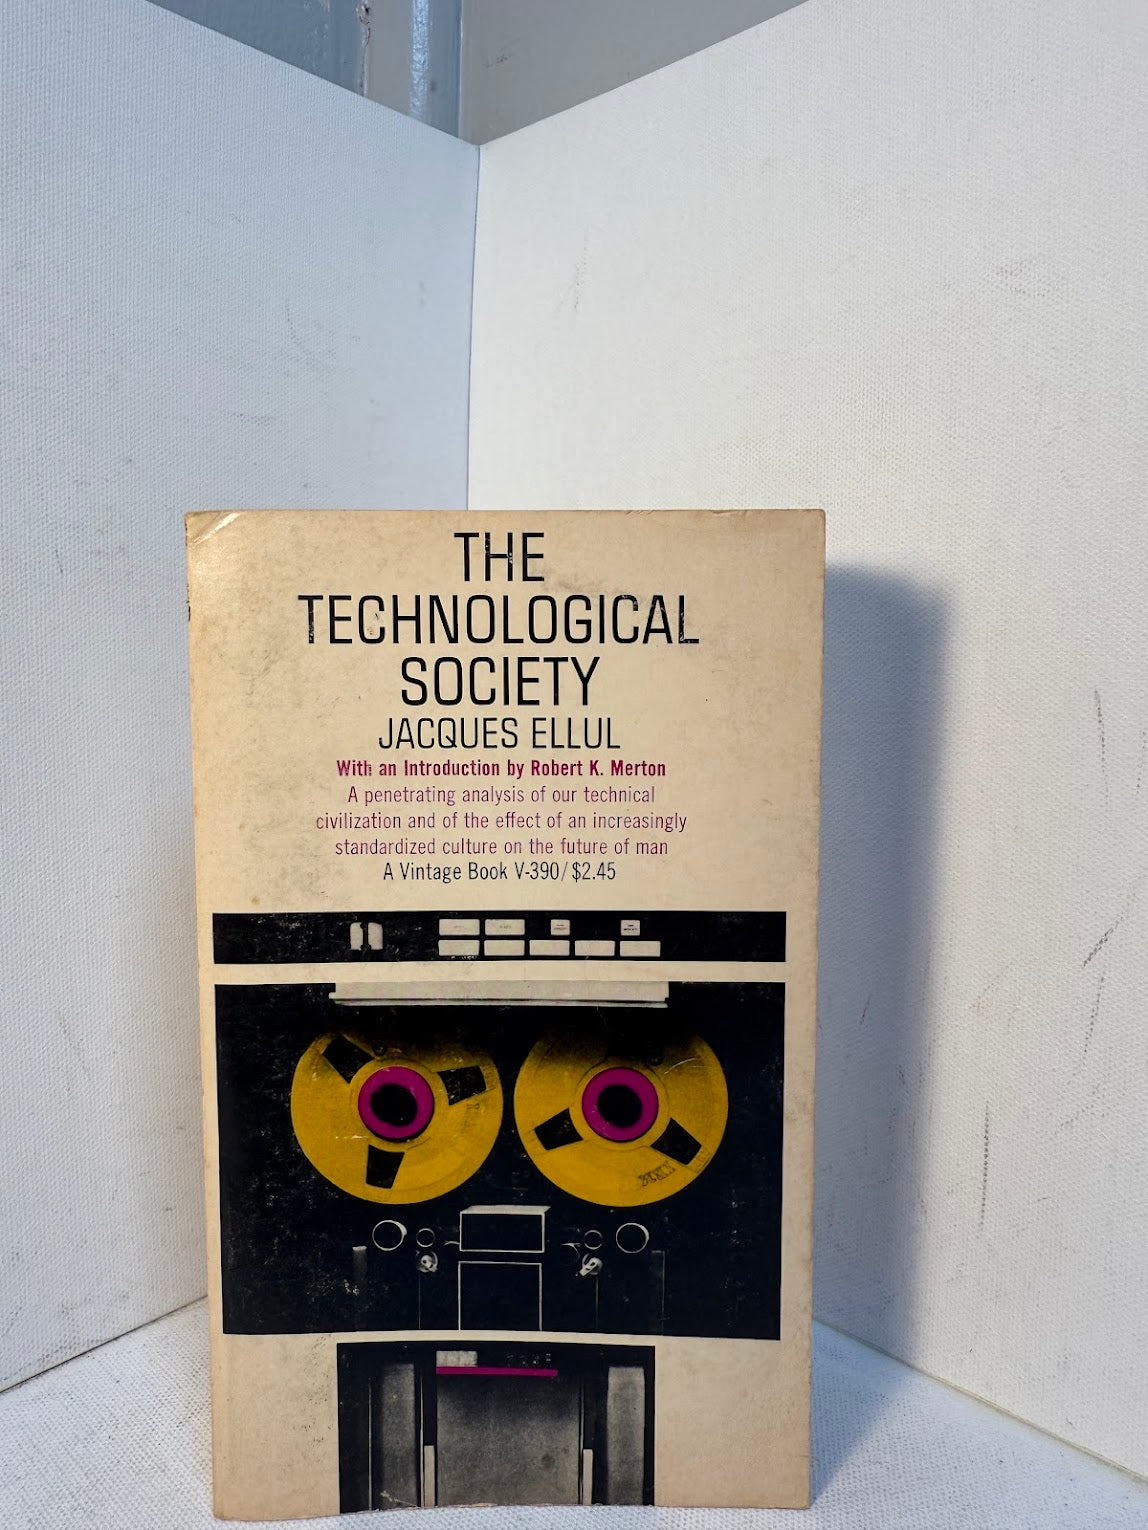 THE
TECHNOLOGICAL
SOCIETY
JACQUES ELLUL
With an Introduction by Robert K. Merton
A penetrating analysis of our technical
civilization and of the effect of an increasingly
standardized culture on the future of man
A Vintage Book V-390/$2.45